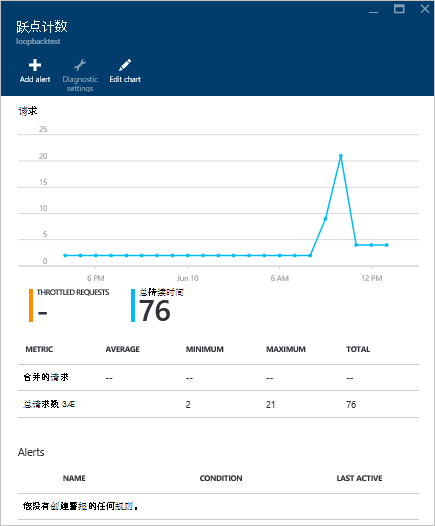 跃点计数
loopbacktest
Add alert
Diagnostic settings
Edit chart
请求
25
20
15
10
5
0
6 PM
Jun 10
6 AM
12 PM
THROTTLED REQUESTS
-
总持续时间
76
METRIC AVERAGE MINIMUM MAXIMUM TOTAL
合并的请求 -- -- -- --
总请求数 3Æ 2 21 76
Alerts
NAME CONDITION LAST ACTIVE
您没有创建警报的任何规则。